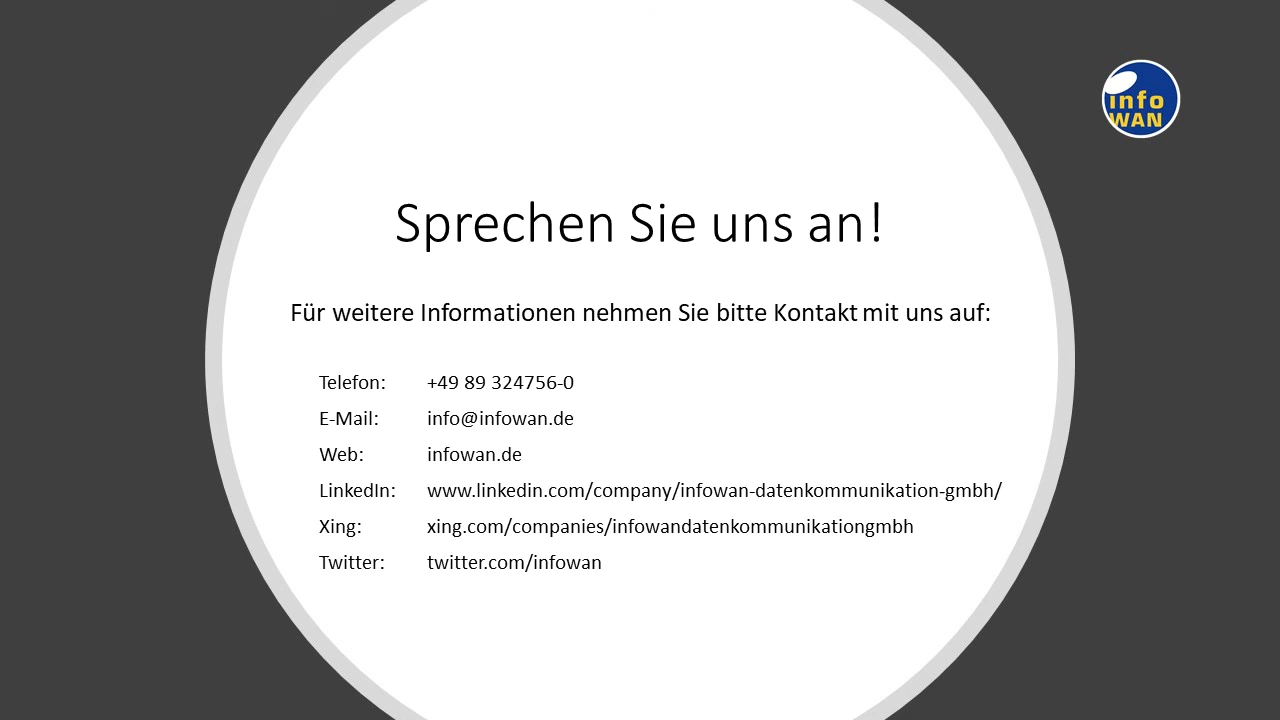 info
WAN
Sprechen Sie uns an!
Für weitere Informationen nehmen Sie bitte Kontakt mit uns auf:
Telefon: +49 89 324756-0
E-Mail: info@infowan.de
Web: infowan.de
LinkedIn: www.linkedin.com/company/infowan-datenkommunikation-gmbh/
Xing: xing.com/companies/infowandatenkommunikationgmbh
Twitter: twitter.com/infowan